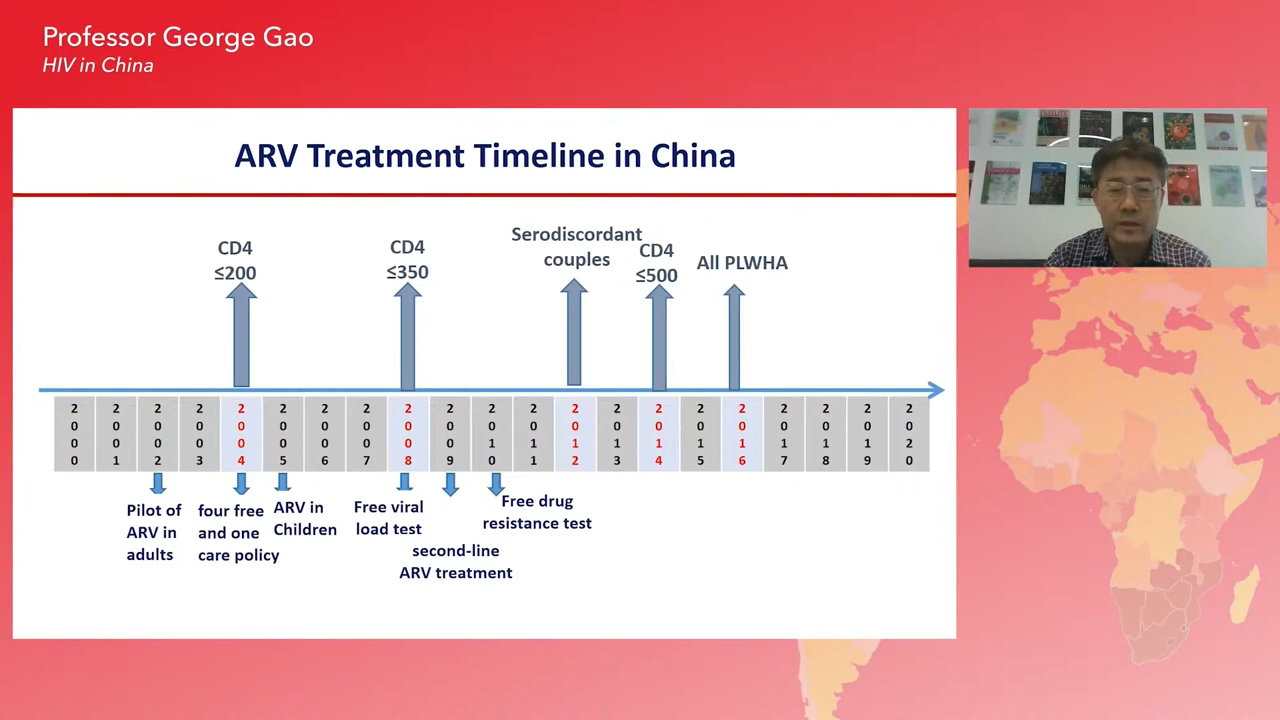 Professor George Gao
HIV in China
ARV Treatment Timeline in China
CD4
≤200
CD4
≤350
Serodiscordant
couples
CD4
≤500
All PLWHA
2000
2001
2002
2003
2004
2005
2006
2007
2008
2009
2010
2011
2012
2013
2014
2015
2016
2017
2018
2019
2020
Pilot of
ARV in
adults
four free
and one
care policy
ARV in
Children
Free viral
load test
second-line
ARV treatment
Free drug
resistance test